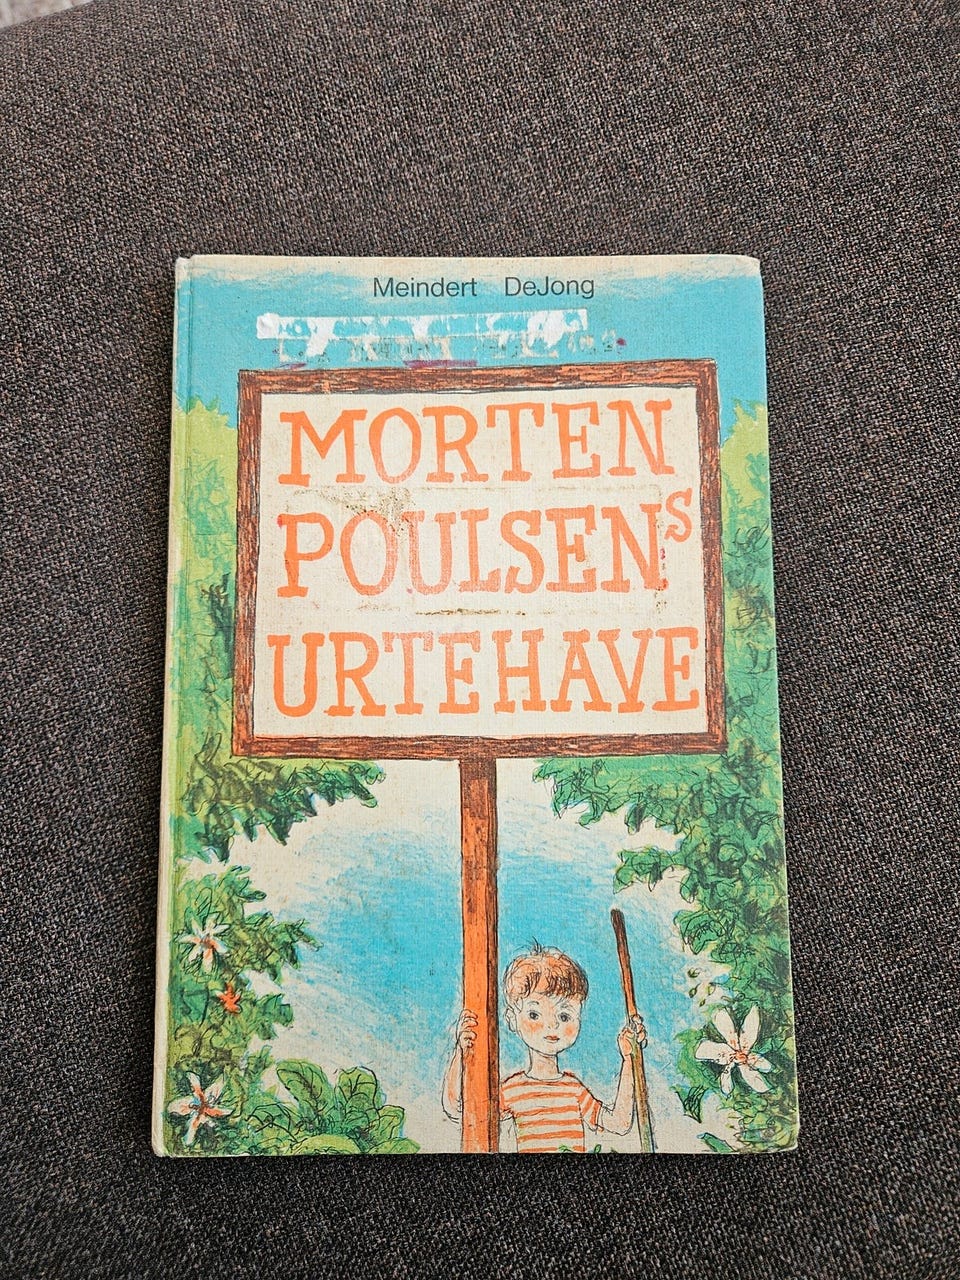 Meindert DeJong
MORTEN
POULSENS
URTEHAVE